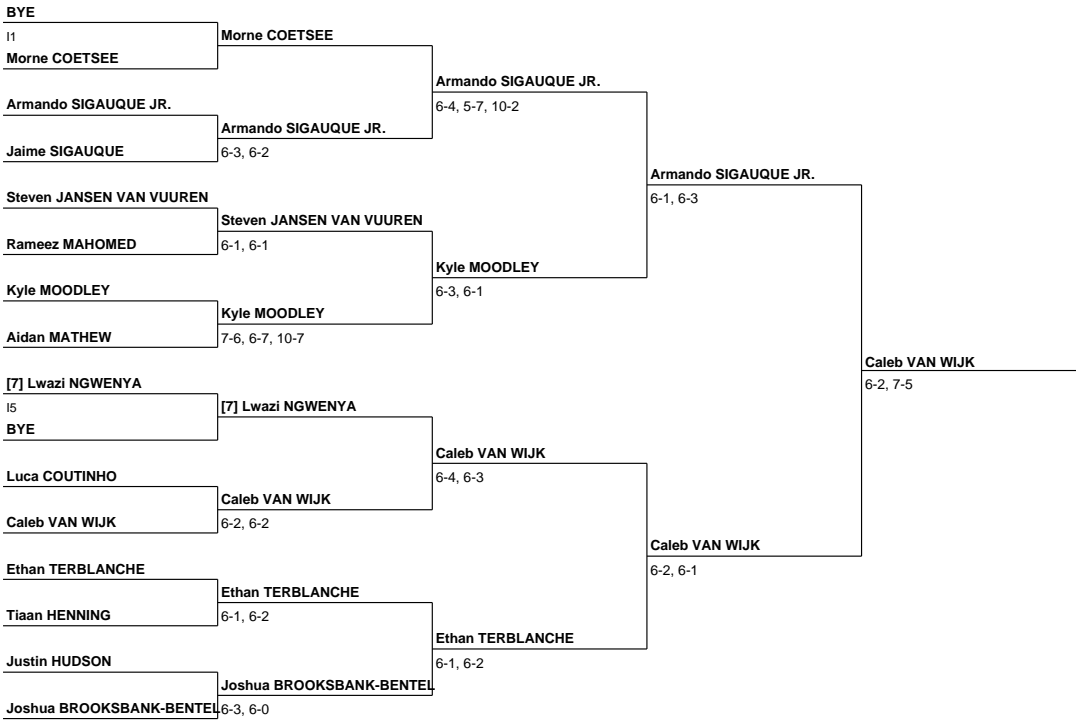 BYE
I1
Morne COETSEE
Armando SIGAUQUE JR.
Jaime SIGAUQUE
Steven JANSEN VAN VUUREN
Rameez MAHOMED
Kyle MOODLEY
Aidan MATHEW
[7] Lwazi NGWENYA
I5
BYE
Luca COUTINHO
Caleb VAN WIJK
Ethan TERBLANCHE
Tiaan HENNING
Justin HUDSON
Joshua BROOKSBANK-BENTEL
Morne COETSEE
Armando SIGAUQUE JR.
6-3, 6-2
Steven JANSEN VAN VUUREN
6-1, 6-1
Kyle MOODLEY
7-6, 6-7, 10-7
[7] Lwazi NGWENYA
Caleb VAN WIJK
6-2, 6-2
Ethan TERBLANCHE
6-1, 6-2
Joshua BROOKSBANK-BENTEL
6-3, 6-0
Armando SIGAUQUE JR.
6-4, 5-7, 10-2
Kyle MOODLEY
6-3, 6-1
Caleb VAN WIJK
6-4, 6-3
Ethan TERBLANCHE
6-1, 6-2
Armando SIGAUQUE JR.
6-1, 6-3
Caleb VAN WIJK
6-2, 6-1
Caleb VAN WIJK
6-2, 7-5